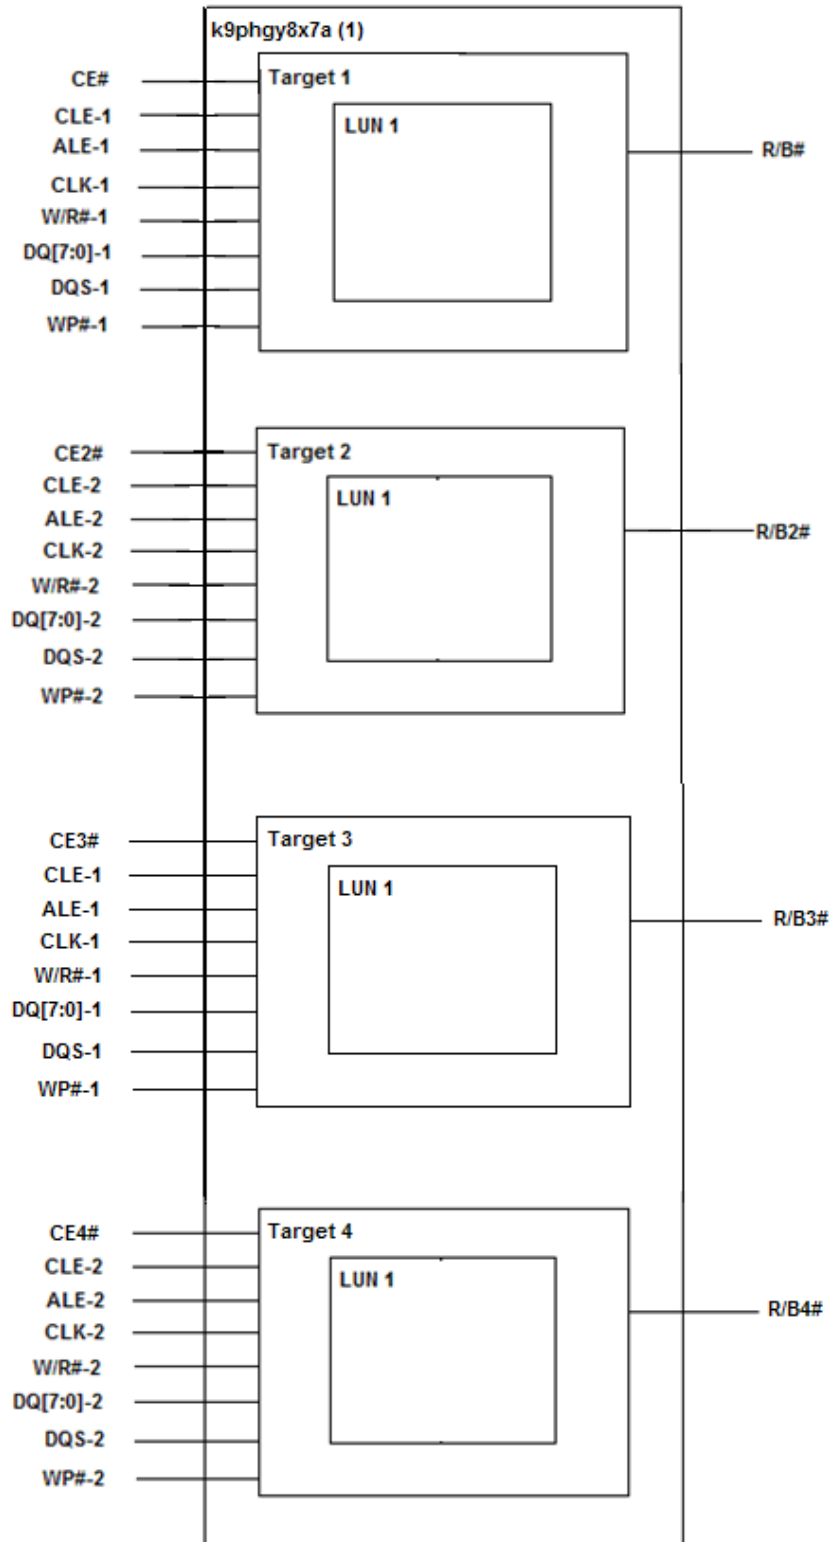 k9phgy8x7a (1)
CE#
Target 1
CLE-1
LUN 1
ALE-1
R/B#
CLK-1
W/R#-1
DQ[7:0]-1
DQS-1
WP#-1
CE2#
Target 2
CLE-2
LUN 1
ALE-2
R/B2#
CLK-2
W/R#-2
DQ[7:0]-2
DQS-2
WP#-2
CE3#
Target 3
CLE-1
LUN 1
ALE-1
R/B3#
CLK-1
W/R#-1
DQ[7:0]-1
DQS-1
WP#-1
CE4#
Target 4
CLE-2
LUN 1
ALE-2
R/B4#
CLK-2
W/R#-2
DQ[7:0]-2
DQS-2
WP#-2